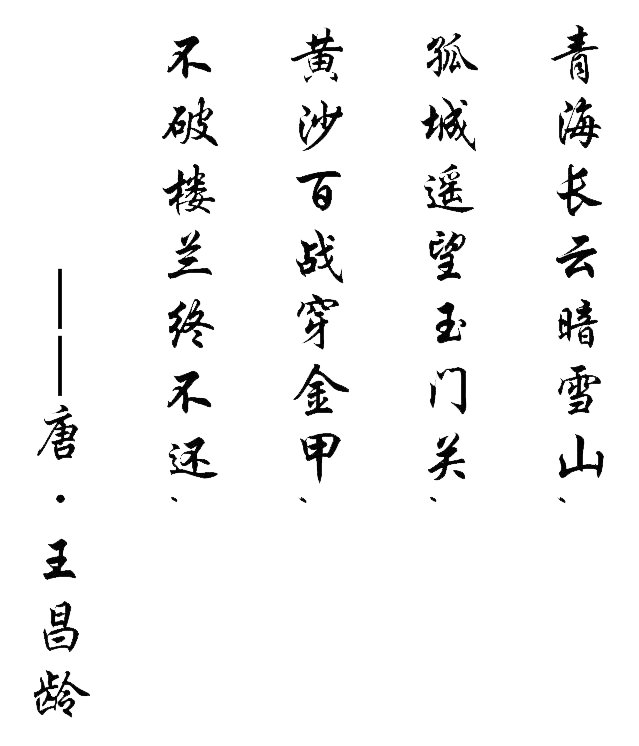 青海长云暗雪山、
孤城遥望玉门关、
黄沙百战穿金甲、
不破楼兰终不还、
——唐·王昌龄